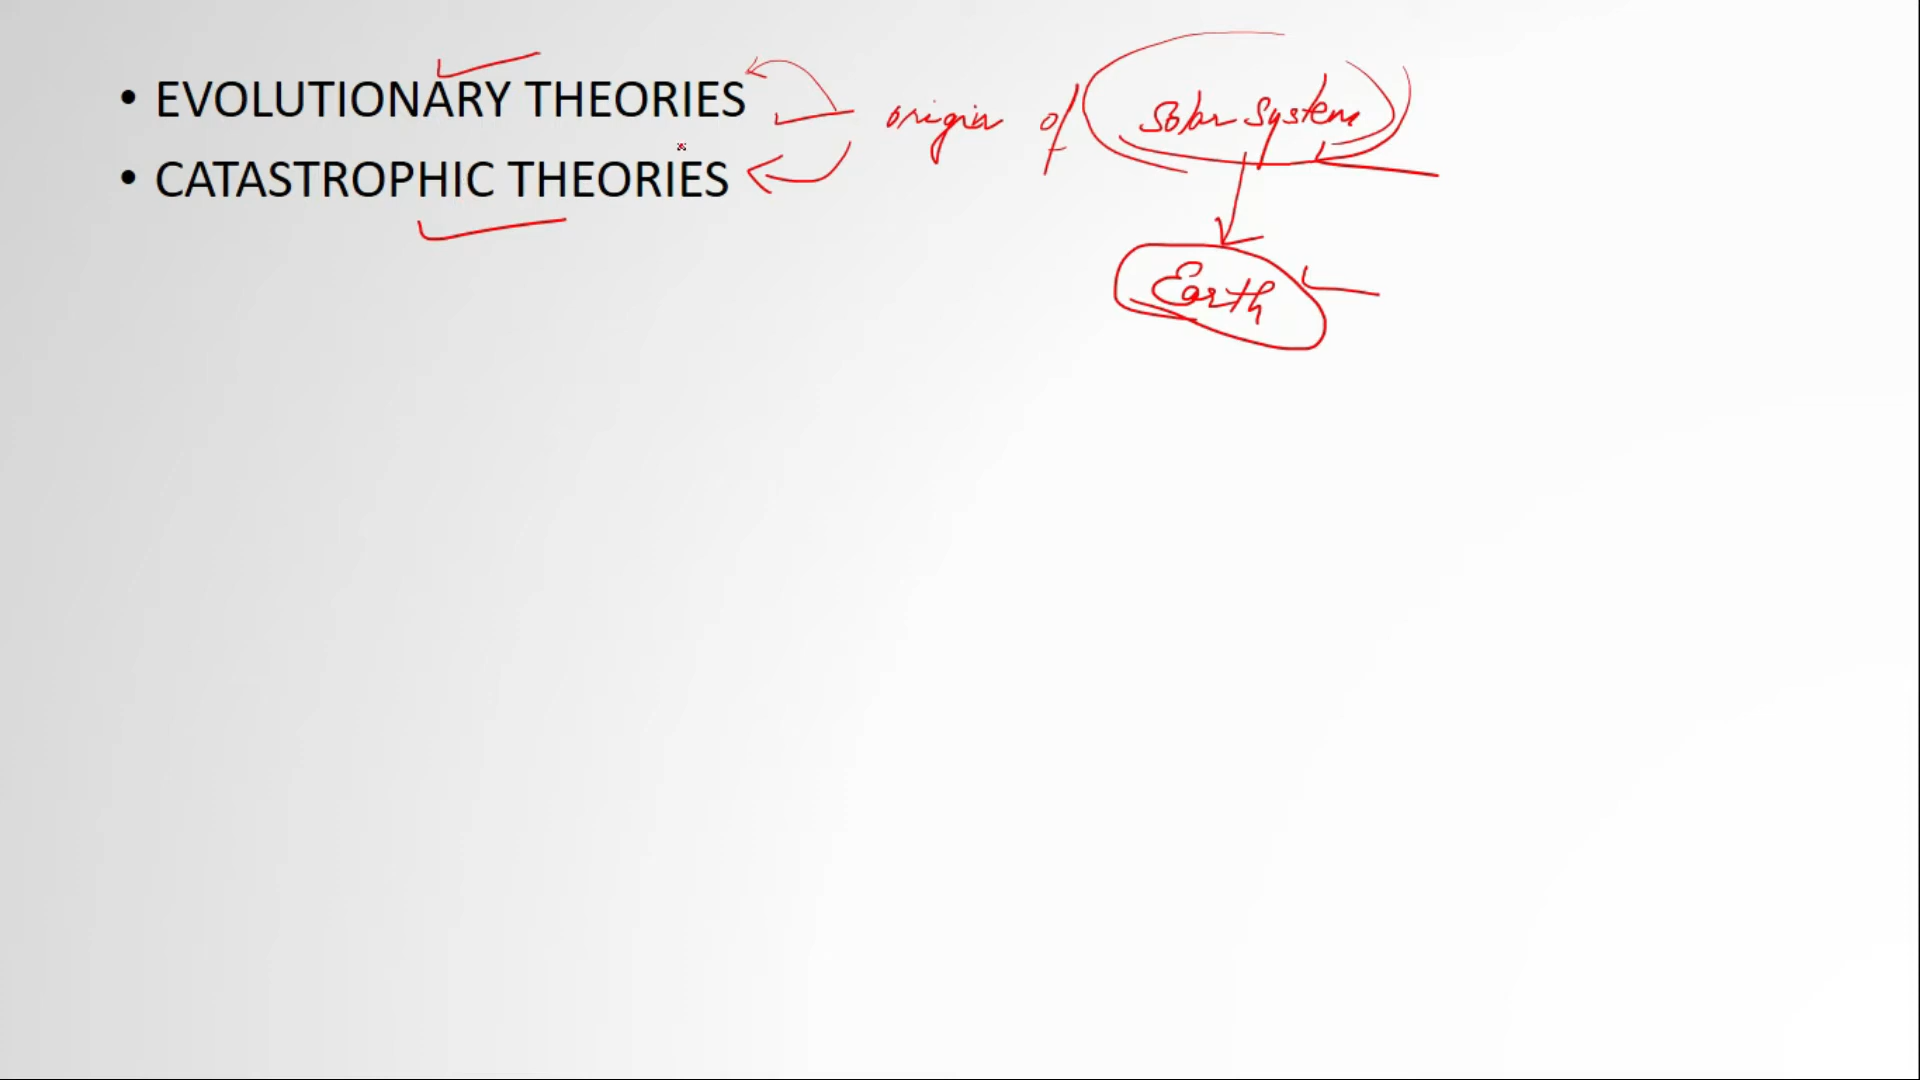 • EVOLUTIONARY THEORIES
• CATASTROPHIC THEORIES
origin of solar system
Earth